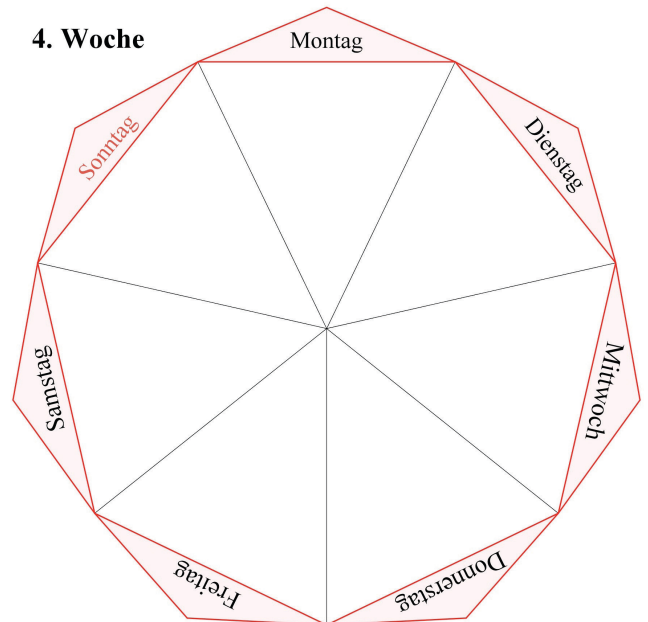 4. Woche
Montag
Dienstag
Mittwoch
Donnerstag
Freitag
Samstag
Sonntag